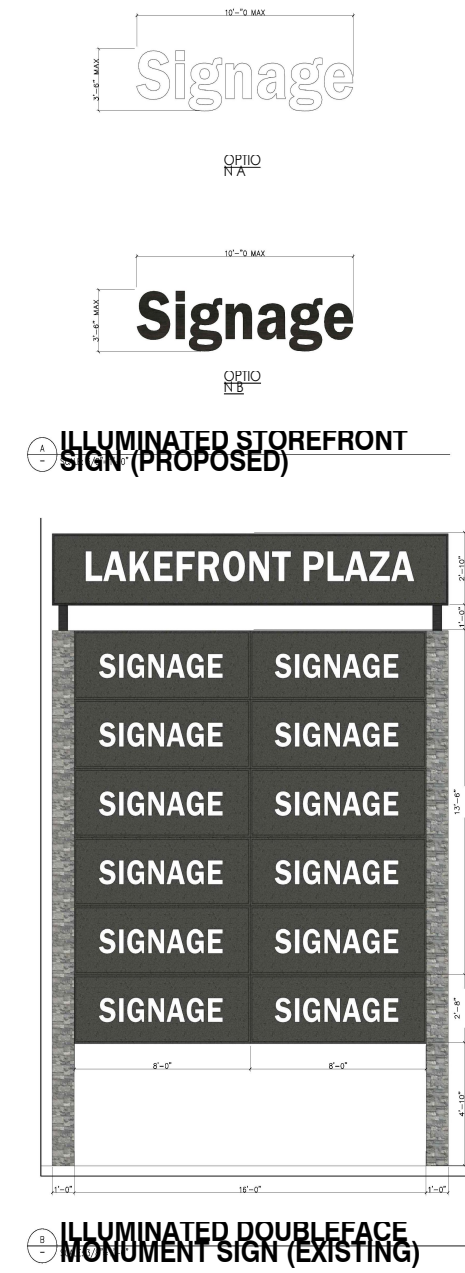 10'-"0 MAX
3'-6" MAX
Signage
OPTIO
N A
10'-"0 MAX
3'-6" MAX
Signage
OPTIO
N B
A
-
ILLUMINATED STOREFRONT
SIGN (PROPOSED)
LAKEFRONT PLAZA
2'-10"
1'-0"
SIGNAGE SIGNAGE
SIGNAGE SIGNAGE
SIGNAGE SIGNAGE
13'-6"
SIGNAGE SIGNAGE
SIGNAGE SIGNAGE
SIGNAGE SIGNAGE
2'-8"
8'-0" 8'-0"
4'-10"
1'-0" 16'-0" 1'-0"
B
-
ILLUMINATED DOUBLEFACE
MONUMENT SIGN (EXISTING)